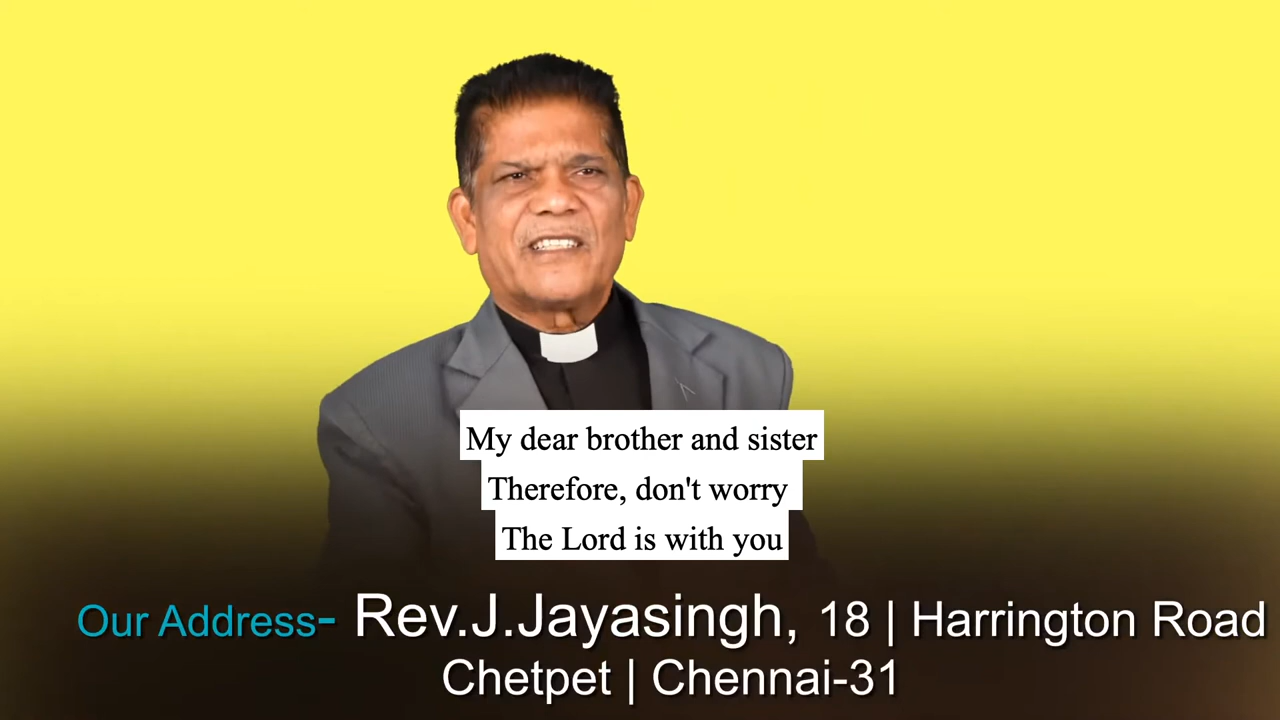 My dear brother and sister
Therefore, don't worry
The Lord is with you
Our Address- Rev.J.Jayasingh, 18 | Harrington Road
Chetpet | Chennai-31